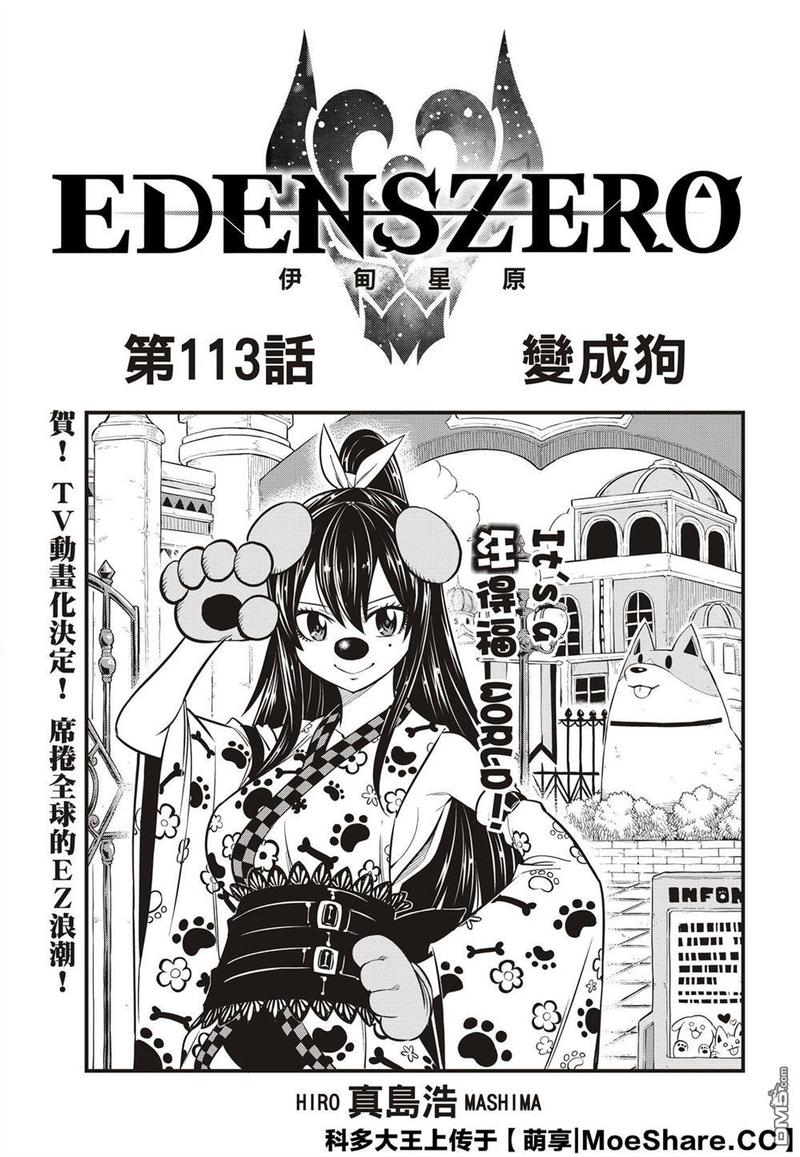 EDENSZERO
伊甸星原
第113話 變成狗
賀！TV動畫化決定！席捲全球的EZ浪潮！
It's a
汪得福-WORLD-!
HIRO 真島浩 MASHIMA
科多大王上传于【萌享|MoeShare.CC】
DM5.com